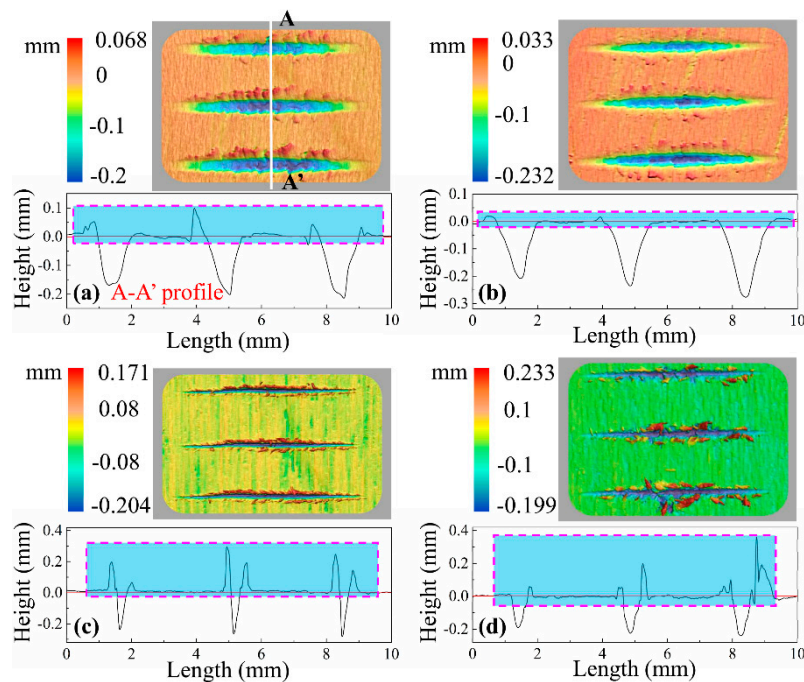 A
mm
0.068
0
-0.1
-0.2
A'
mm
0.033
0
-0.1
-0.232
Height (mm)
0.1
0.0
-0.1
-0.2
(a)
A-A' profile
0 2 4 6 8 10
Length (mm)
Height (mm)
0.1
0.0
-0.1
-0.2
-0.3
(b)
0 2 4 6 8 10
Length (mm)
mm
0.171
0.08
-0.08
-0.204
mm
0.233
0.1
-0.1
-0.199
Height (mm)
0.4
0.2
0.0
-0.2
(c)
0 2 4 6 8 10
Length (mm)
Height (mm)
0.4
0.2
0.0
-0.2
(d)
0 2 4 6 8 10
Length (mm)